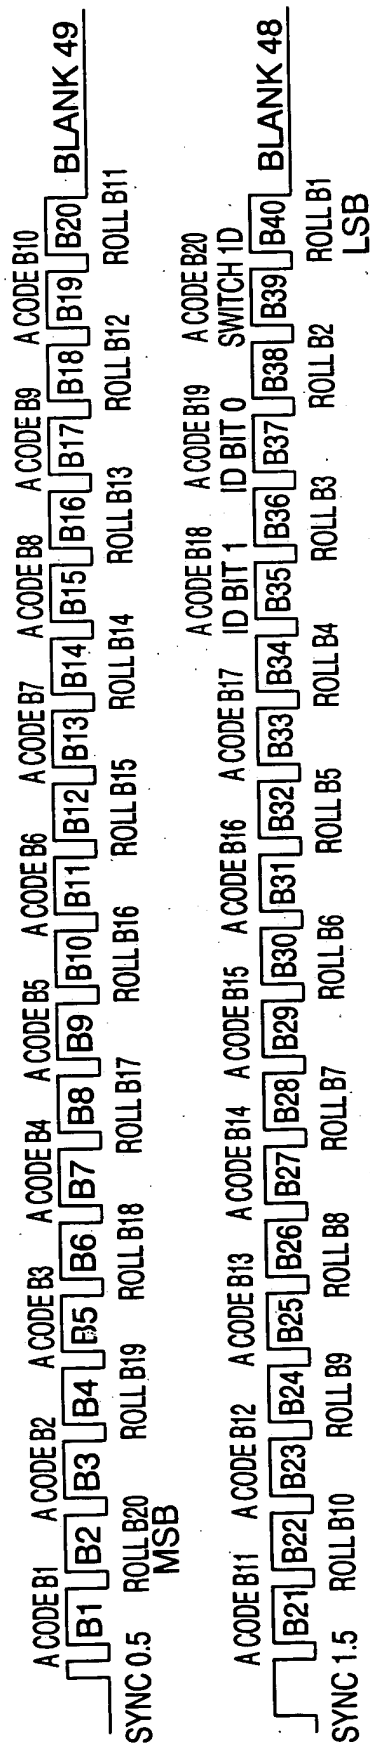 A CODE B1 A CODE B2 A CODE B3 A CODE B4 A CODE B5 A CODE B6 A CODE B7 A CODE B8 A CODE B9 A CODE B10
B1 B2 B3 B4 B5 B6 B7 B8 B9 B10 B11 B12 B13 B14 B15 B16 B17 B18 B19 B20 BLANK 49
SYNC 0.5 ROLL B20 ROLL B19 ROLL B18 ROLL B17 ROLL B16 ROLL B15 ROLL B14 ROLL B13 ROLL B12 ROLL B11
MSB
A CODE B11 A CODE B12 A CODE B13 A CODE B14 A CODE B15 A CODE B16 A CODE B17 A CODE B18 A CODE B19 A CODE B20
ID BIT 1 ID BIT 0 SWITCH 1D
B21 B22 B23 B24 B25 B26 B27 B28 B29 B30 B31 B32 B33 B34 B35 B36 B37 B38 B39 B40 BLANK 48
SYNC 1.5 ROLL B10 ROLL B9 ROLL B8 ROLL B7 ROLL B6 ROLL B5 ROLL B4 ROLL B3 ROLL B2 ROLL B1
LSB